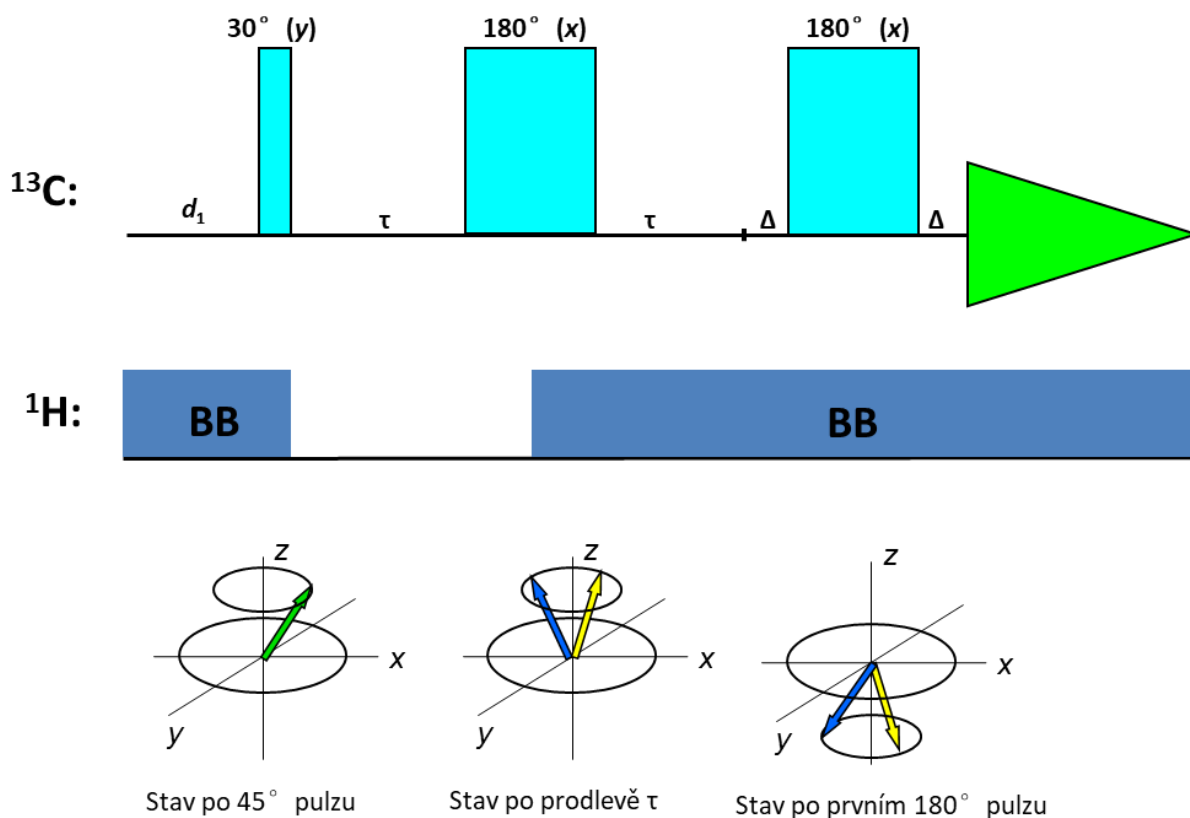 30° (y) 180° (x) 180° (x)
¹³C:
d₁ τ τ Δ Δ
¹H:
BB BB
z z z
x x x
y y y
Stav po 45° pulzu Stav po prodlevě τ Stav po prvním 180° pulzu